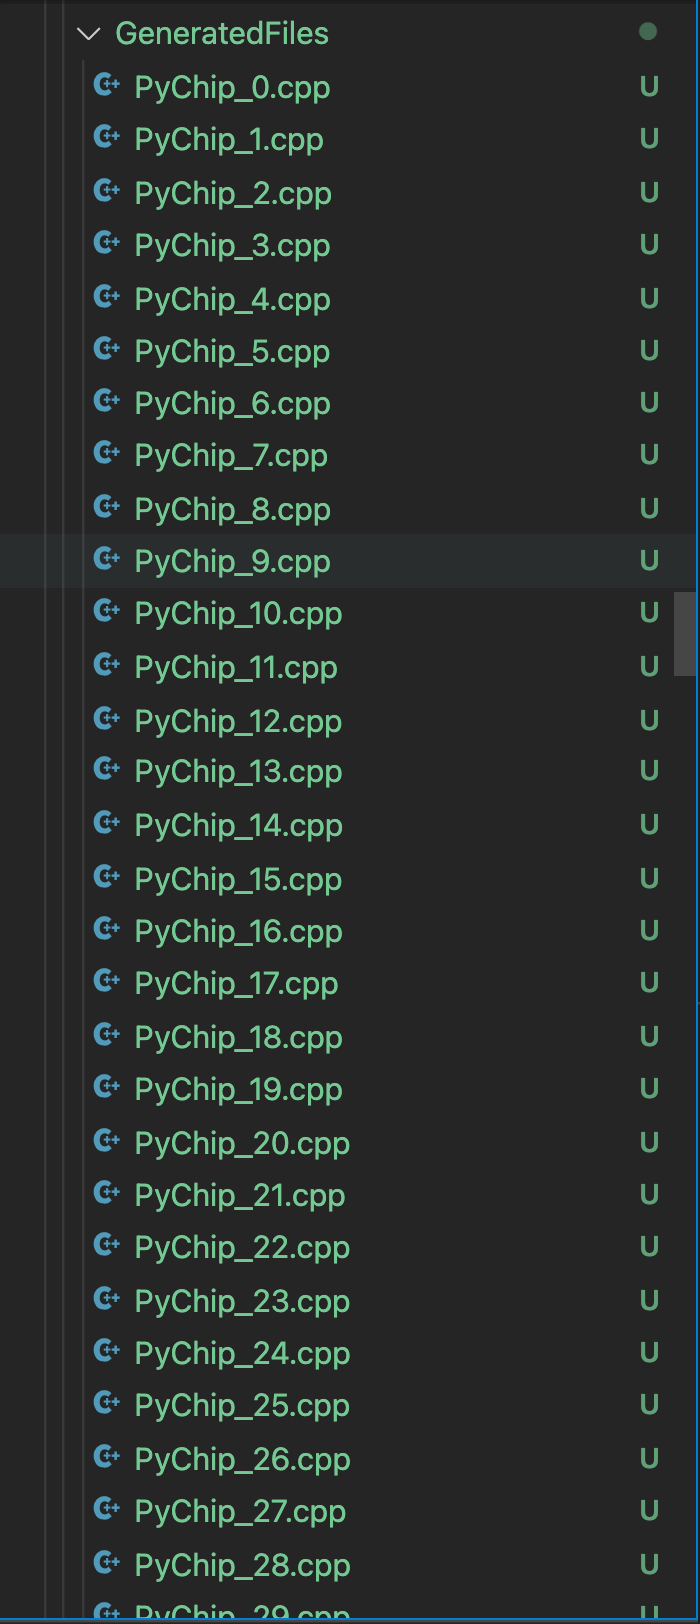 GeneratedFiles
PyChip_0.cpp U
PyChip_1.cpp U
PyChip_2.cpp U
PyChip_3.cpp U
PyChip_4.cpp U
PyChip_5.cpp U
PyChip_6.cpp U
PyChip_7.cpp U
PyChip_8.cpp U
PyChip_9.cpp U
PyChip_10.cpp U
PyChip_11.cpp U
PyChip_12.cpp U
PyChip_13.cpp U
PyChip_14.cpp U
PyChip_15.cpp U
PyChip_16.cpp U
PyChip_17.cpp U
PyChip_18.cpp U
PyChip_19.cpp U
PyChip_20.cpp U
PyChip_21.cpp U
PyChip_22.cpp U
PyChip_23.cpp U
PyChip_24.cpp U
PyChip_25.cpp U
PyChip_26.cpp U
PyChip_27.cpp U
PyChip_28.cpp U
PyChip_29.cpp U